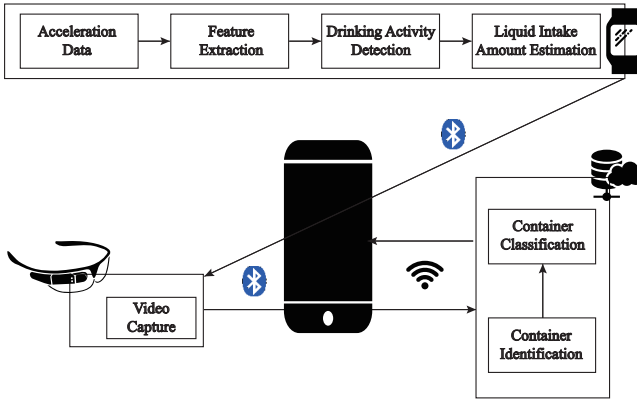 Acceleration
Data
Feature
Extraction
Drinking Activity
Detection
Liquid Intake
Amount Estimation
Container
Classification
Video
Capture
Container
Identification